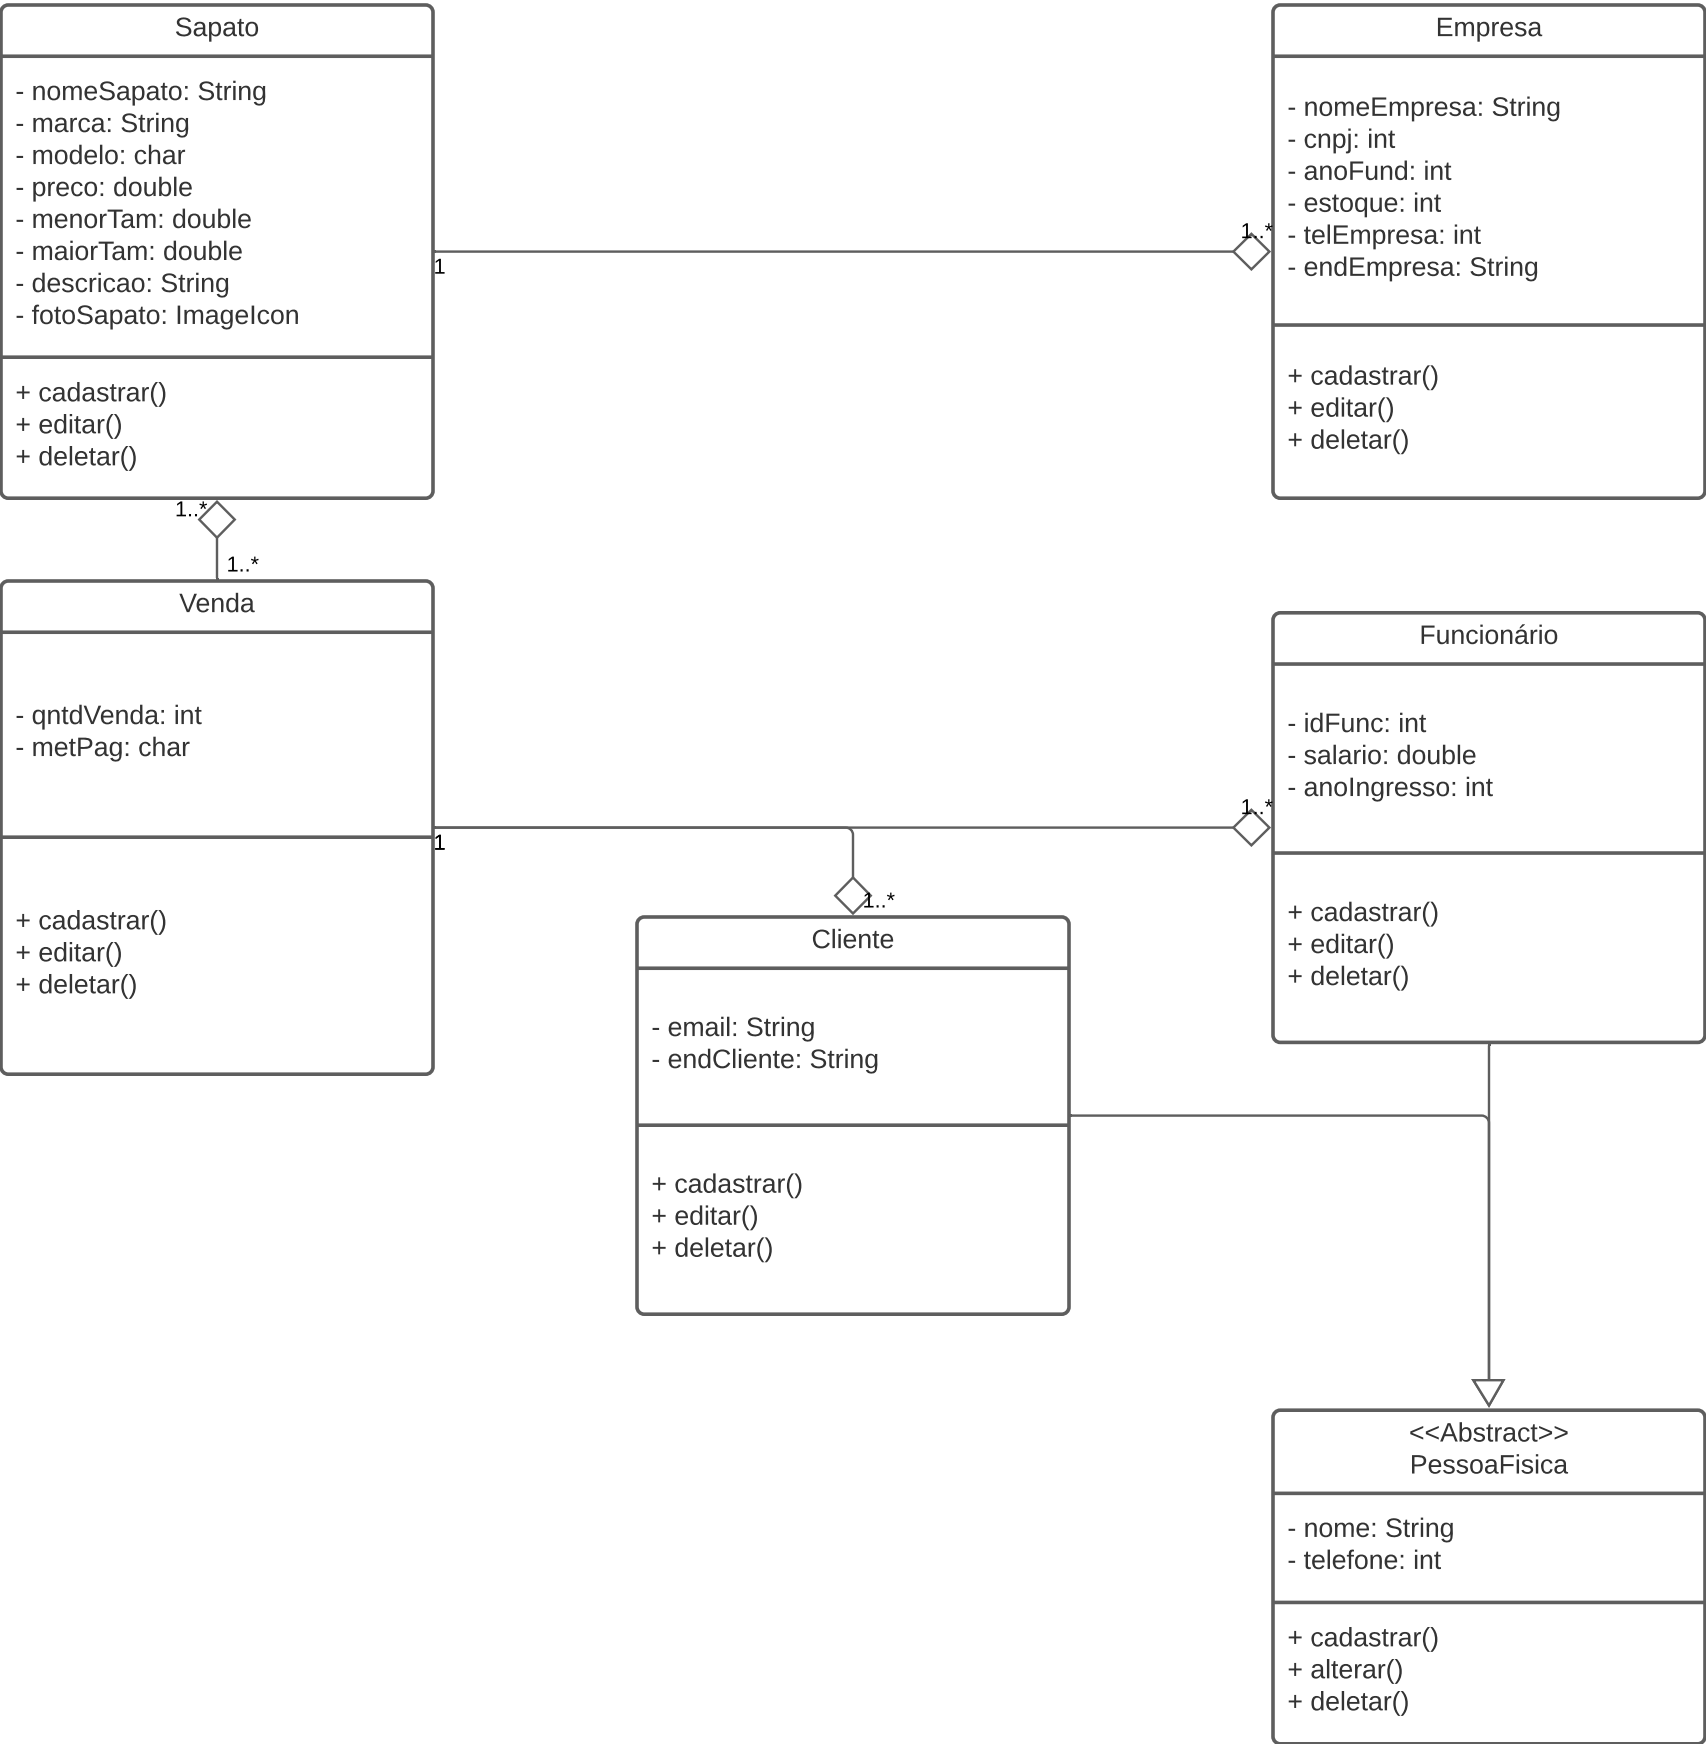 Sapato
- nomeSapato: String
- marca: String
- modelo: char
- preco: double
- menorTam: double
- maiorTam: double
- descricao: String
- fotoSapato: ImageIcon
+ cadastrar()
+ editar()
+ deletar()
Empresa
- nomeEmpresa: String
- cnpj: int
- anoFund: int
- estoque: int
- telEmpresa: int
- endEmpresa: String
+ cadastrar()
+ editar()
+ deletar()
1
1..*
1..*
1..*
Venda
- qntdVenda: int
- metPag: char
+ cadastrar()
+ editar()
+ deletar()
Funcionário
- idFunc: int
- salario: double
- anoIngresso: int
+ cadastrar()
+ editar()
+ deletar()
1
1..*
1..*
Cliente
- email: String
- endCliente: String
+ cadastrar()
+ editar()
+ deletar()
<<Abstract>>
PessoaFisica
- nome: String
- telefone: int
+ cadastrar()
+ alterar()
+ deletar()